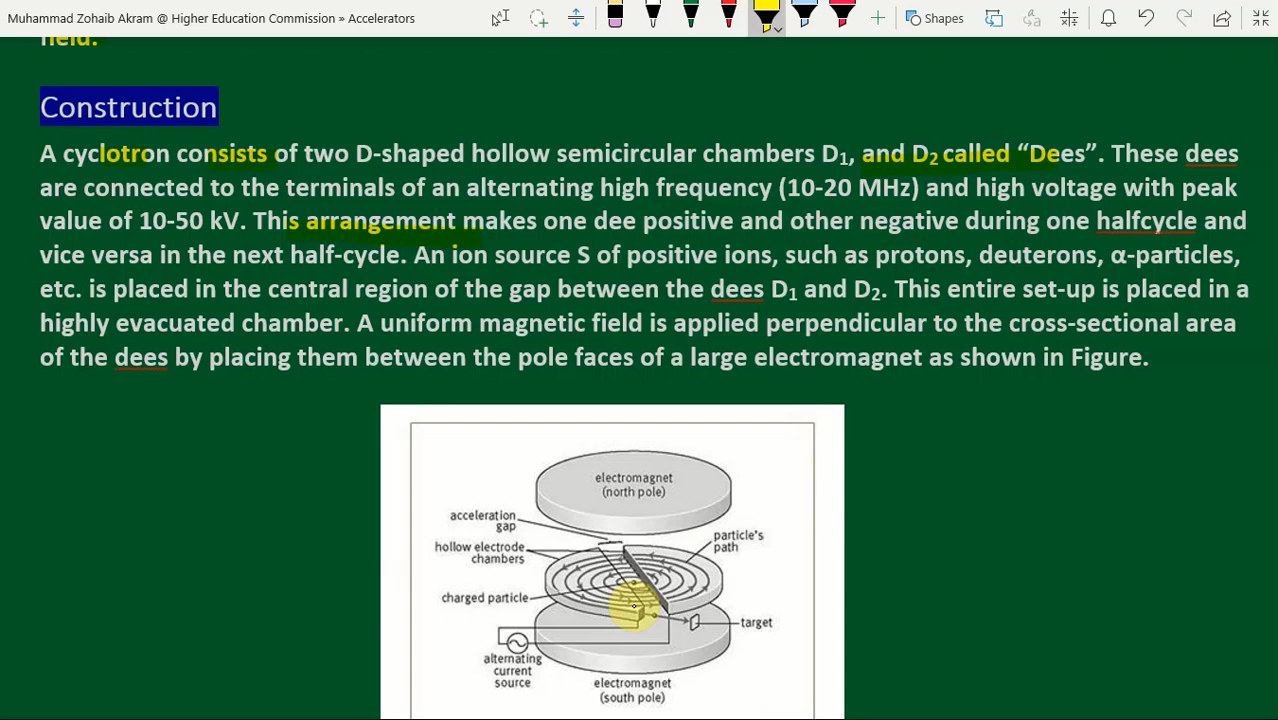 Muhammad Zohaib Akram @ Higher Education Commission » Accelerators
Shapes
field.
Construction
A cyclotron consists of two D-shaped hollow semicircular chambers D₁, and D₂ called “Dees”. These dees
are connected to the terminals of an alternating high frequency (10-20 MHz) and high voltage with peak
value of 10-50 kV. This arrangement makes one dee positive and other negative during one halfcycle and
vice versa in the next half-cycle. An ion source S of positive ions, such as protons, deuterons, α-particles,
etc. is placed in the central region of the gap between the dees D₁ and D₂. This entire set-up is placed in a
highly evacuated chamber. A uniform magnetic field is applied perpendicular to the cross-sectional area
of the dees by placing them between the pole faces of a large electromagnet as shown in Figure.
electromagnet
(north pole)
acceleration
gap
particle's
path
hollow electrode
chambers
charged particle
target
alternating
current
source
electromagnet
(south pole)